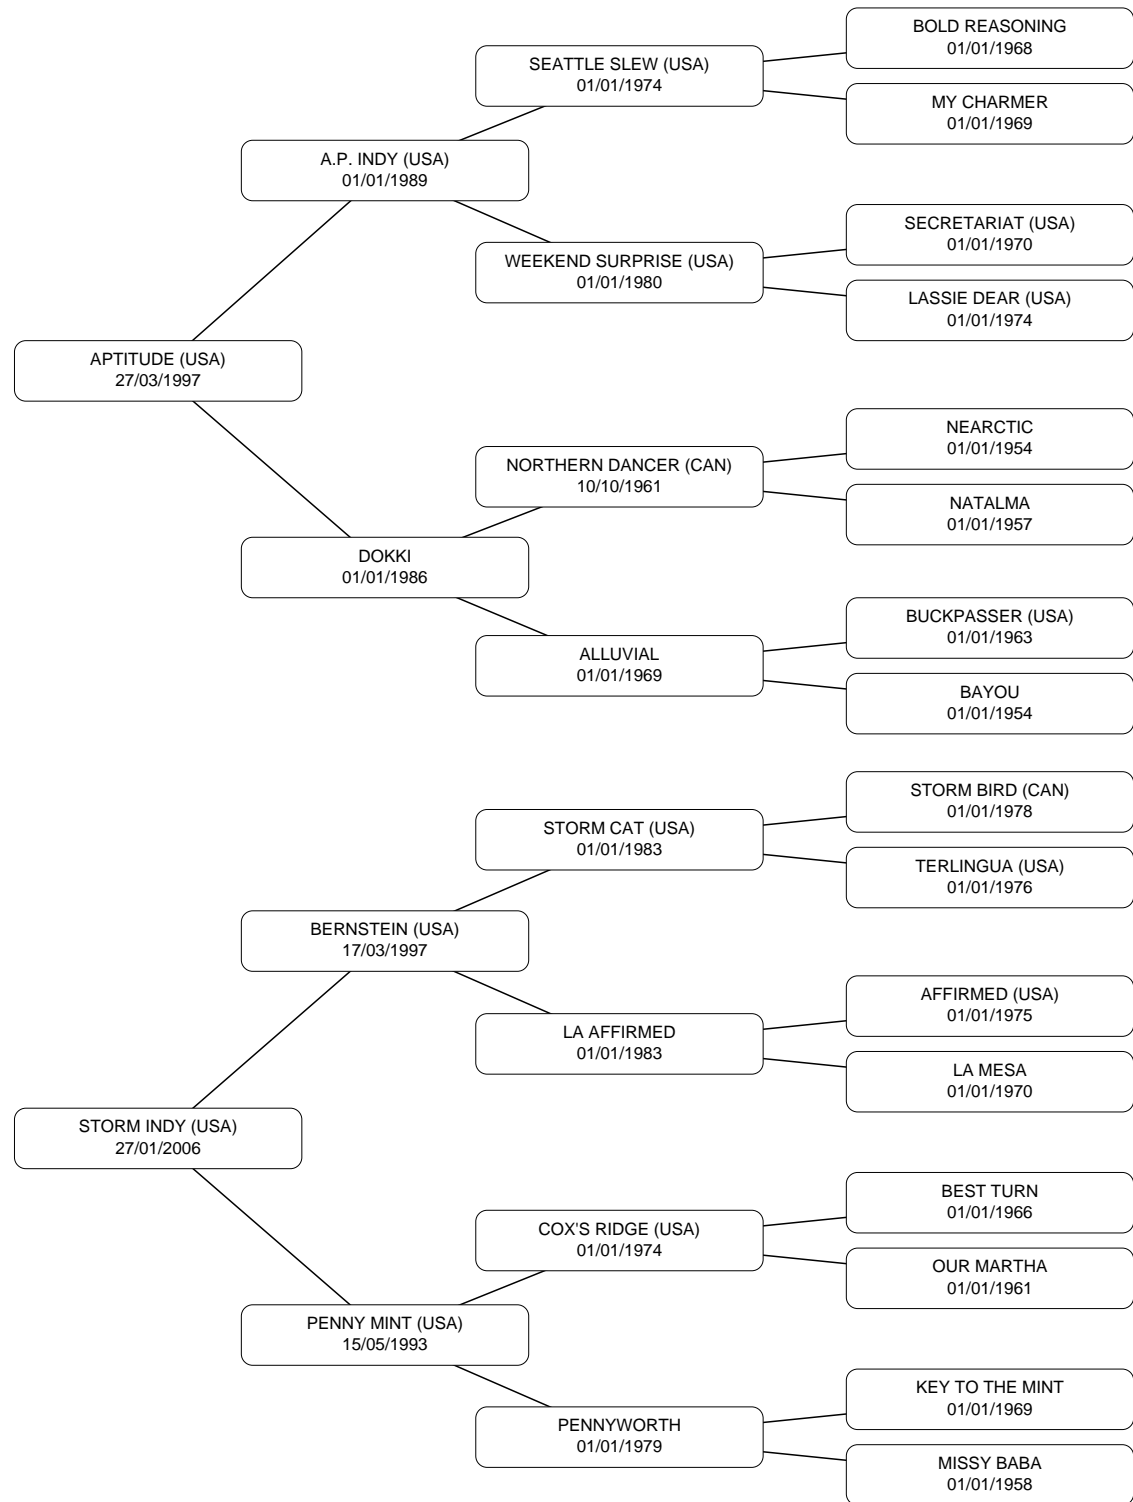 BOLD REASONING
01/01/1968
SEATTLE SLEW (USA)
01/01/1974
MY CHARMER
01/01/1969
A.P. INDY (USA)
01/01/1989
SECRETARIAT (USA)
01/01/1970
WEEKEND SURPRISE (USA)
01/01/1980
LASSIE DEAR (USA)
01/01/1974
APTITUDE (USA)
27/03/1997
NEARCTIC
01/01/1954
NORTHERN DANCER (CAN)
10/10/1961
NATALMA
01/01/1957
DOKKI
01/01/1986
BUCKPASSER (USA)
01/01/1963
ALLUVIAL
01/01/1969
BAYOU
01/01/1954
STORM BIRD (CAN)
01/01/1978
STORM CAT (USA)
01/01/1983
TERLINGUA (USA)
01/01/1976
BERNSTEIN (USA)
17/03/1997
AFFIRMED (USA)
01/01/1975
LA AFFIRMED
01/01/1983
LA MESA
01/01/1970
STORM INDY (USA)
27/01/2006
BEST TURN
01/01/1966
COX'S RIDGE (USA)
01/01/1974
OUR MARTHA
01/01/1961
PENNY MINT (USA)
15/05/1993
KEY TO THE MINT
01/01/1969
PENNYWORTH
01/01/1979
MISSY BABA
01/01/1958